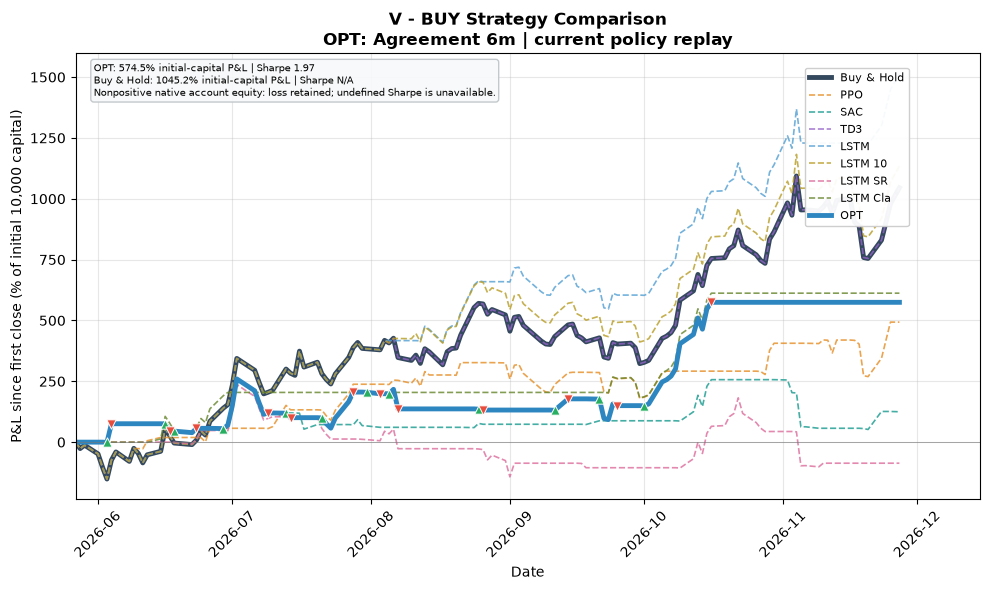 V - BUY Strategy Comparison
OPT: Agreement 6m | current policy replay
OPT: 574.5% initial-capital P&L | Sharpe 1.97
Buy & Hold: 1045.2% initial-capital P&L | Sharpe N/A
Nonpositive native account equity: loss retained; undefined Sharpe is unavailable.
Buy & Hold
PPO
SAC
TD3
LSTM
LSTM 10
LSTM SR
LSTM Cla
OPT
P&L since first close (% of initial 10,000 capital)
1500
1250
1000
750
500
250
0
2026-06
2026-07
2026-08
2026-09
2026-10
2026-11
2026-12
Date